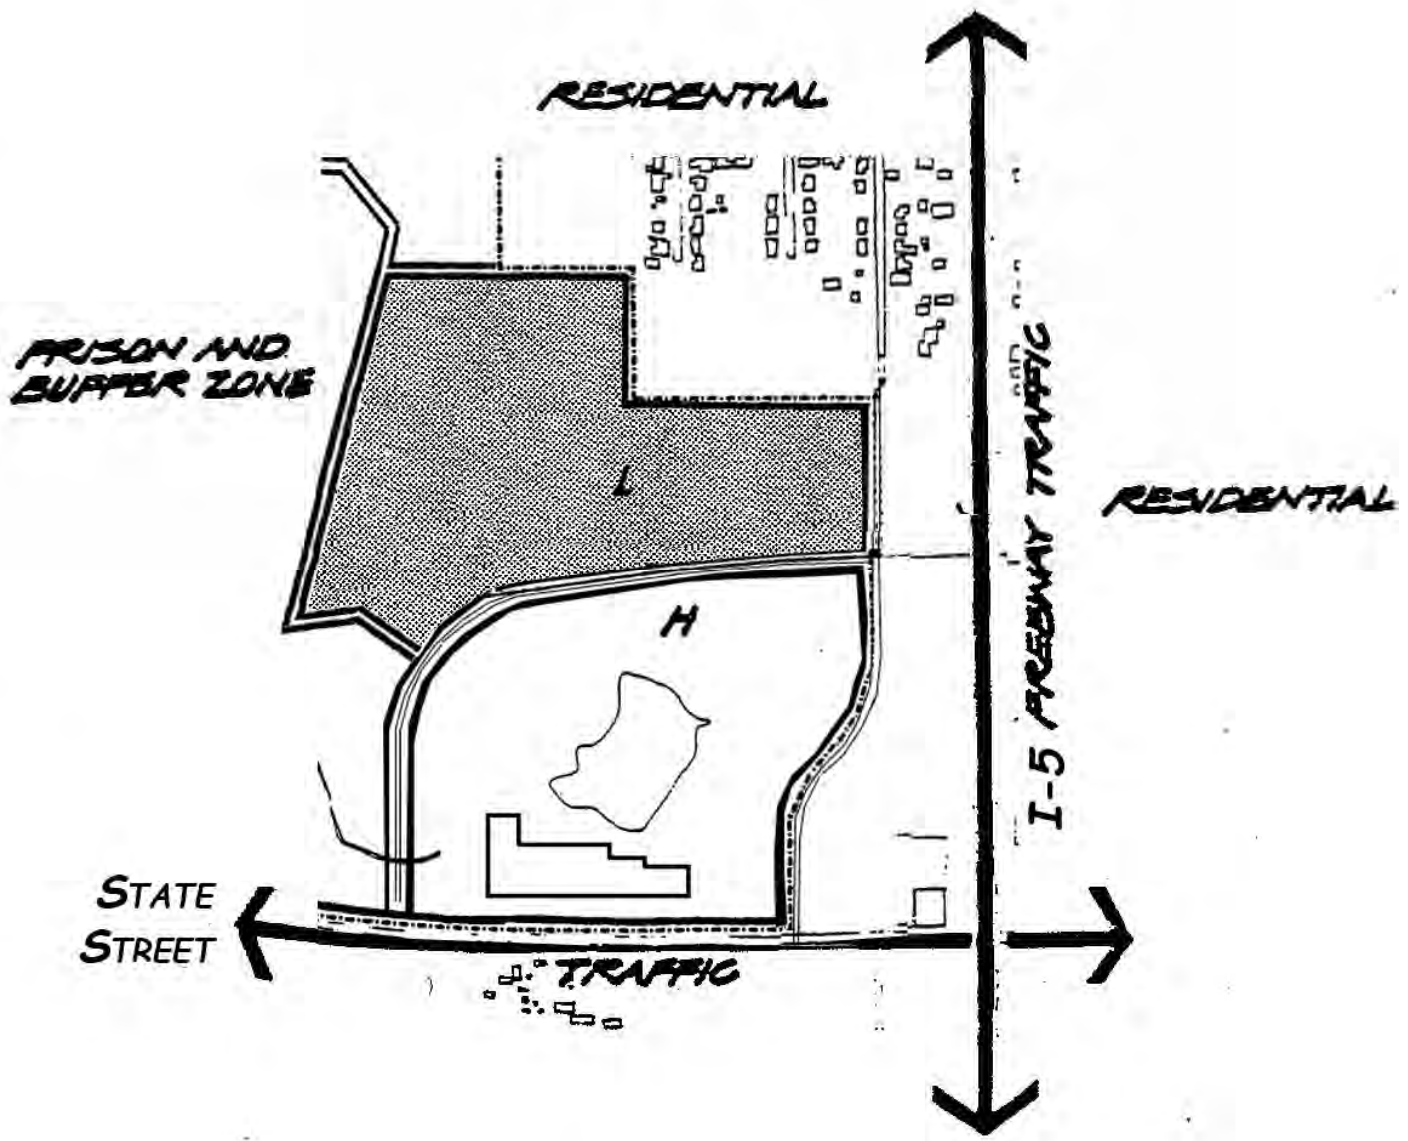 RESIDENTIAL
PRISON AND
BUFFER ZONE
L
I-5 FREEWAY TRAFFIC
RESIDENTIAL
H
STATE
STREET
TRAFFIC